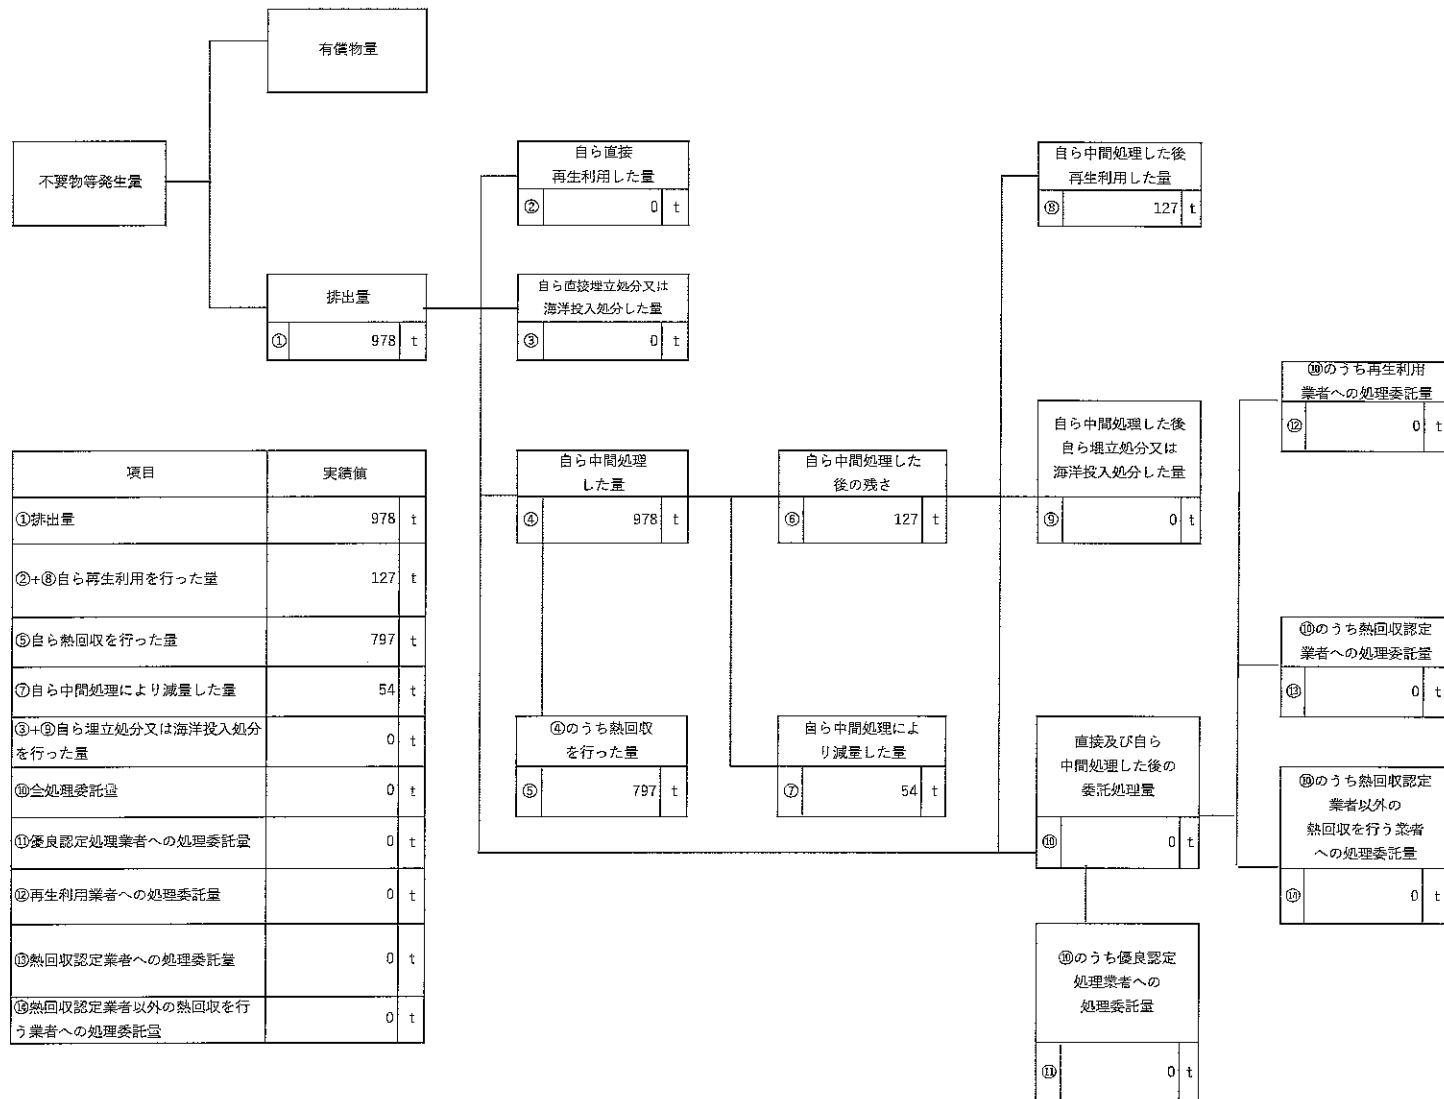 有償物量
不要物等発生量
自ら直接
再生利用した量
② 0 t
自ら中間処理した後
再生利用した量
⑧ 127 t
排出量
① 978 t
自ら直接埋立処分又は
海洋投入処分した量
③ 0 t
⑩のうち再生利用
業者への処理委託量
⑫ 0 t
自ら中間処理した後
自ら埋立処分又は
海洋投入処分した量
⑨ 0 t
自ら中間処理
した量
④ 978 t
自ら中間処理した
後の残さ
⑥ 127 t
項目 実績値
①排出量 978 t
②+⑧自ら再生利用を行った量 127 t
⑤自ら熱回収を行った量 797 t
⑦自ら中間処理により減量した量 54 t
③+⑨自ら埋立処分又は海洋投入処分
を行った量 0 t
⑩全処理委託量 0 t
⑪優良認定処理業者への処理委託量 0 t
⑫再生利用業者への処理委託量 0 t
⑬熱回収認定業者への処理委託量 0 t
⑭熱回収認定業者以外の熱回収を行
う業者への処理委託量 0 t
④のうち熱回収
を行った量
⑤ 797 t
自ら中間処理によ
り減量した量
⑦ 54 t
直接及び自ら
中間処理した後の
委託処理量
⑩ 0 t
⑩のうち熱回収認定
業者への処理委託量
⑬ 0 t
⑩のうち熱回収認定
業者以外の
熱回収を行う業者
への処理委託量
⑭ 0 t
⑩のうち優良認定
処理業者への
処理委託量
⑪ 0 t